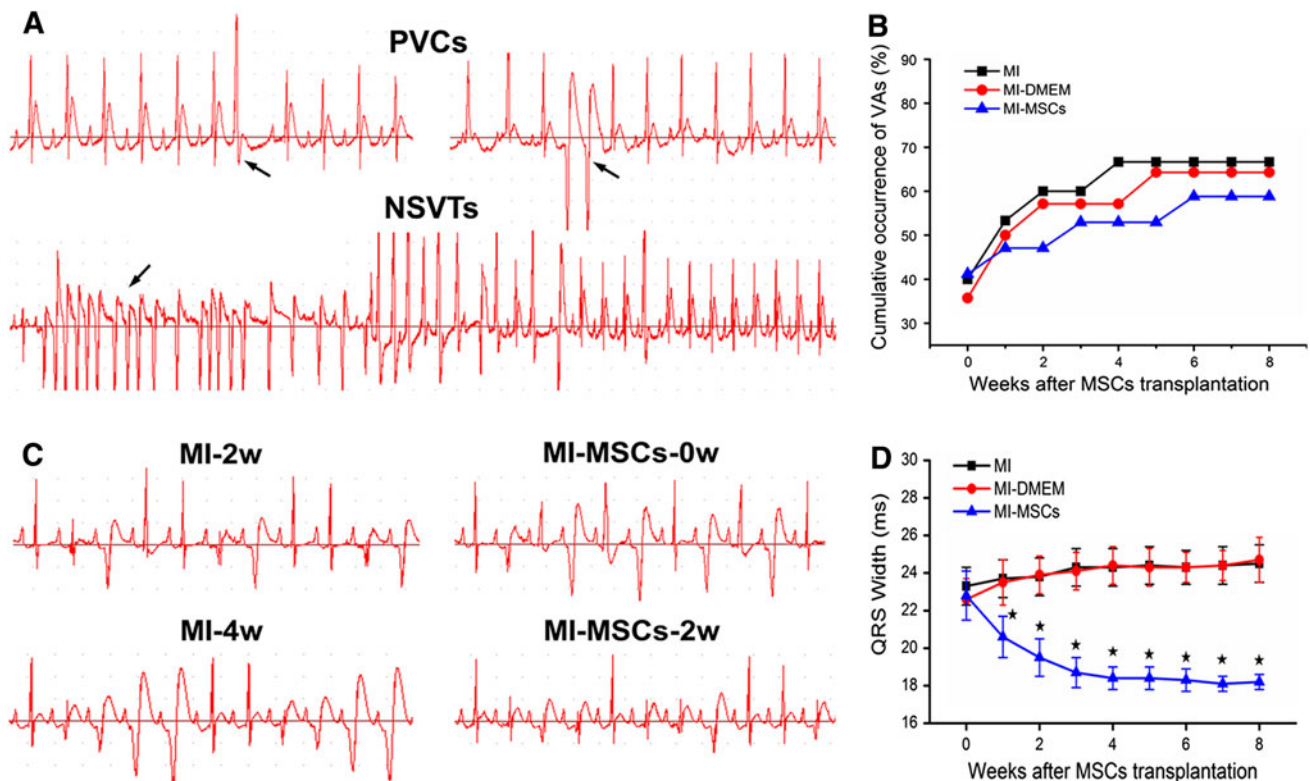 A
PVCs
NSVTs
B
Cumulative occurrence of VAs (%)
90
80
70
60
50
40
30
MI
MI-DMEM
MI-MSCs
0 2 4 6 8
Weeks after MSCs transplantation
C
MI-2w
MI-MSCs-0w
MI-4w
MI-MSCs-2w
D
QRS Width (ms)
30
28
26
24
22
20
18
16
MI
MI-DMEM
MI-MSCs
0 2 4 6 8
Weeks after MSCs transplantation